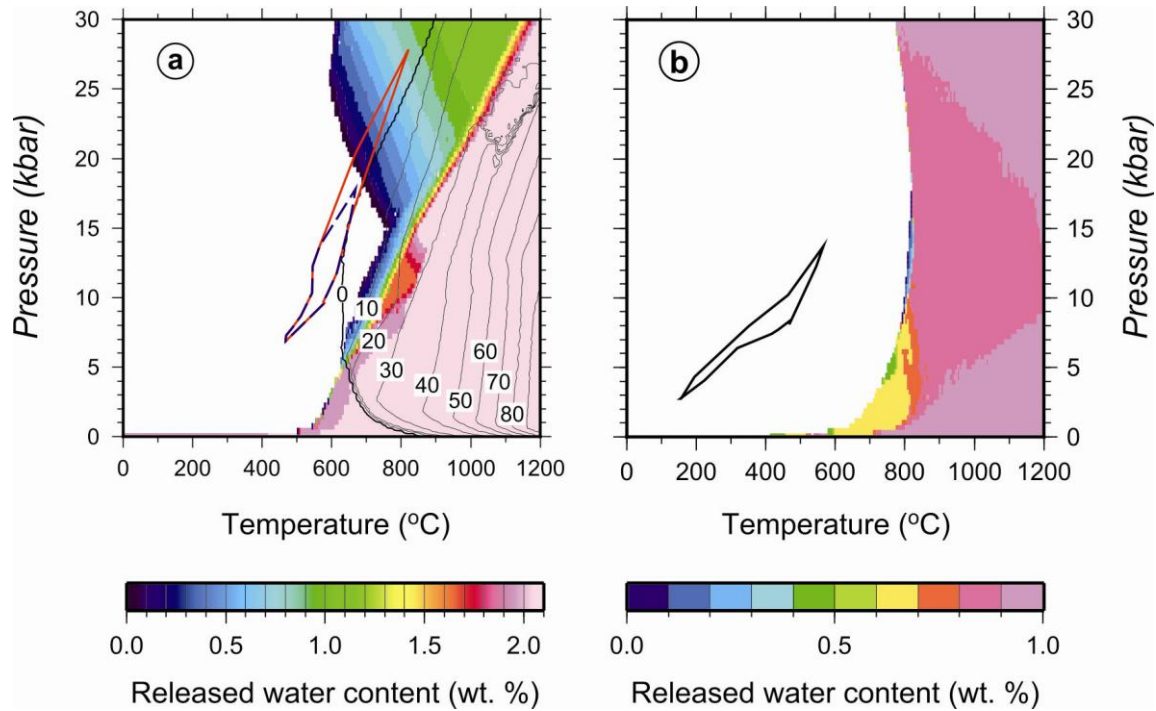 a
b
30
25
20
15
10
5
0
Pressure (kbar)
30
25
20
15
10
5
0
Pressure (kbar)
0
10
20
30
40
50
60
70
80
0 200 400 600 800 1000 1200
0 200 400 600 800 1000 1200
Temperature (°C)
Temperature (°C)
0.0 0.5 1.0 1.5 2.0
0.0 0.5 1.0
Released water content (wt. %)
Released water content (wt. %)